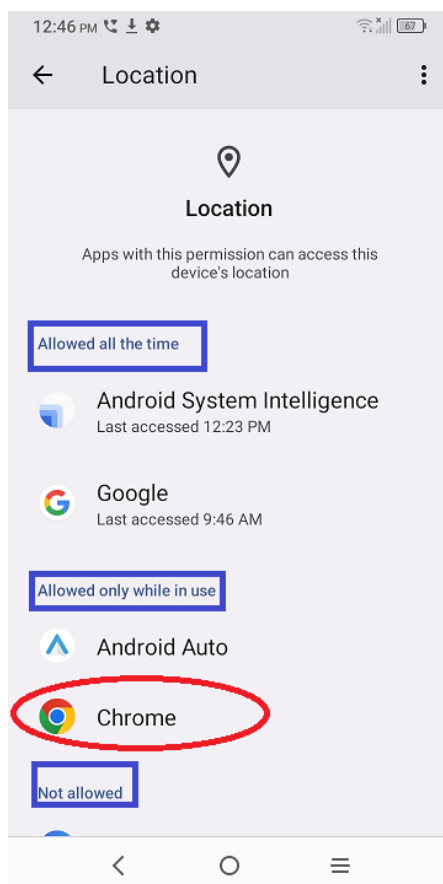 12:46 PM 67
Location
Location
Apps with this permission can access this
device's location
Allowed all the time
Android System Intelligence
Last accessed 12:23 PM
Google
Last accessed 9:46 AM
Allowed only while in use
Android Auto
Chrome
Not allowed